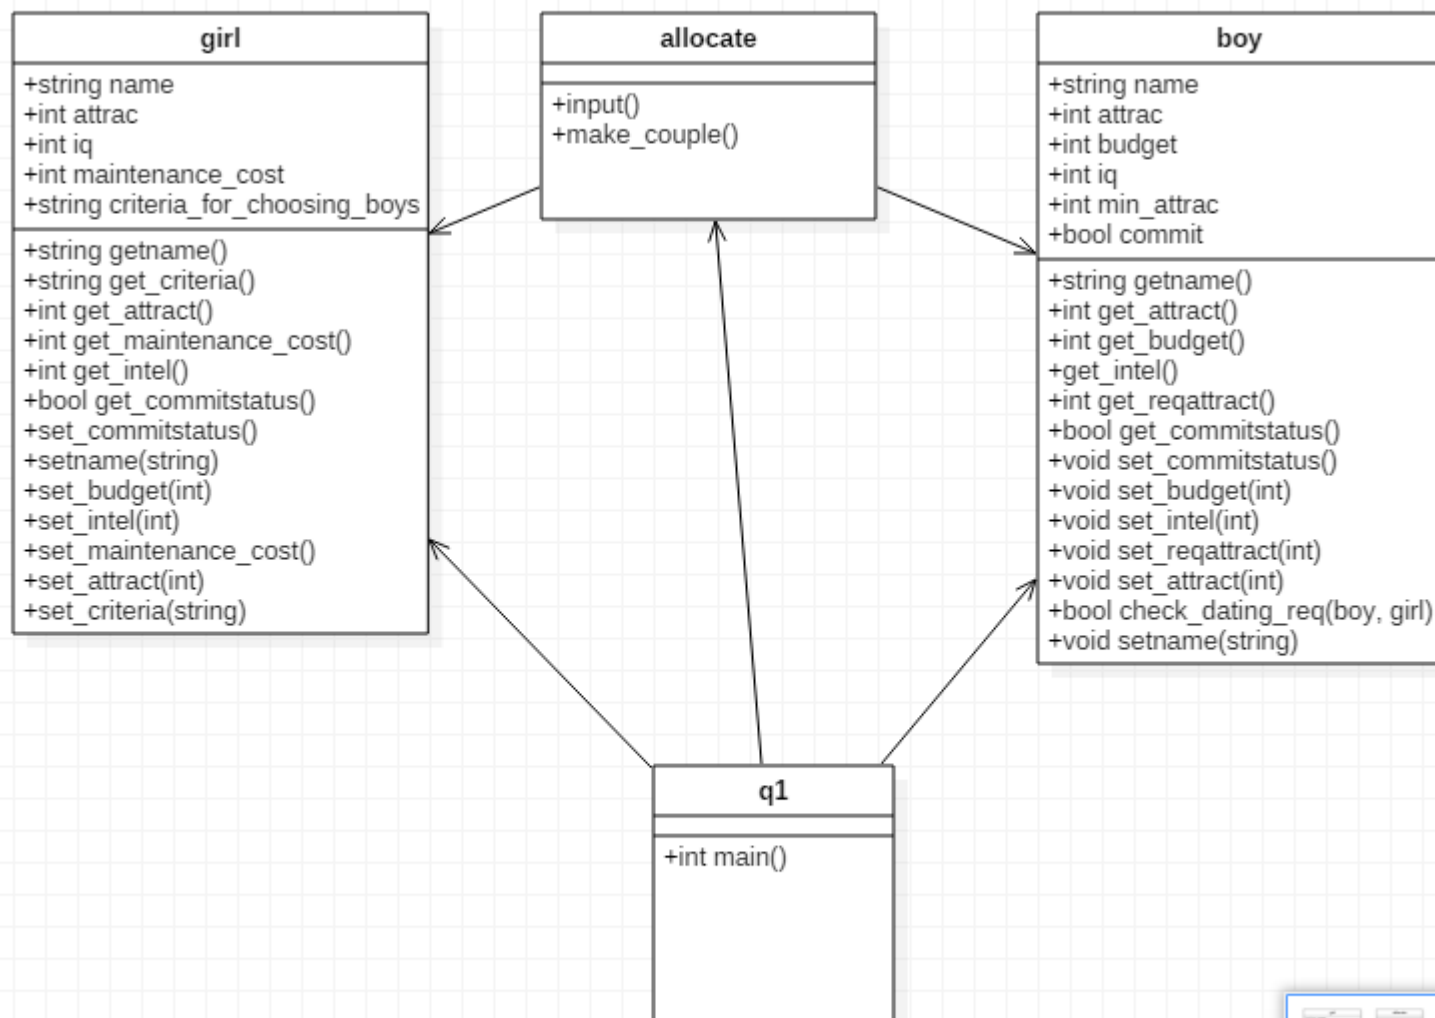 girl
+string name
+int attrac
+int iq
+int maintenance_cost
+string criteria_for_choosing_boys
+string getname()
+string get_criteria()
+int get_attract()
+int get_maintenance_cost()
+int get_intel()
+bool get_commitstatus()
+set_commitstatus()
+setname(string)
+set_budget(int)
+set_intel(int)
+set_maintenance_cost()
+set_attract(int)
+set_criteria(string)
allocate
+input()
+make_couple()
boy
+string name
+int attrac
+int budget
+int iq
+int min_attrac
+bool commit
+string getname()
+int get_attract()
+int get_budget()
+get_intel()
+int get_reqattract()
+bool get_commitstatus()
+void set_commitstatus()
+void set_budget(int)
+void set_intel(int)
+void set_reqattract(int)
+void set_attract(int)
+bool check_dating_req(boy, girl)
+void setname(string)
q1
+int main()